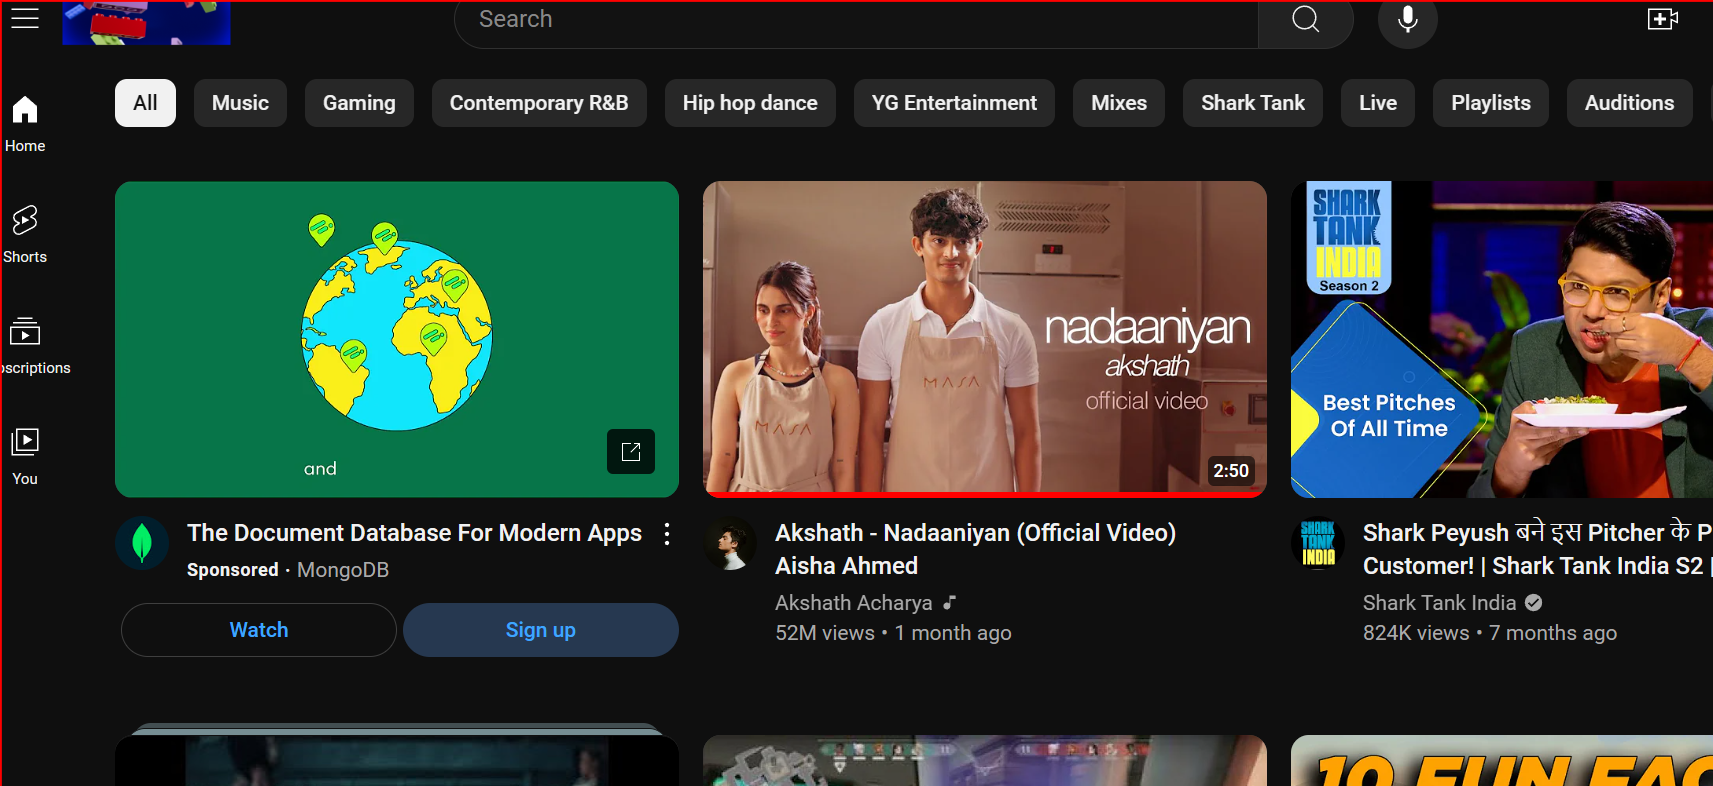 Search
All
Music
Gaming
Contemporary R&B
Hip hop dance
YG Entertainment
Mixes
Shark Tank
Live
Playlists
Auditions
Home
Shorts
scriptions
You
and
The Document Database For Modern Apps
Sponsored · MongoDB
Watch
Sign up
MASA
MASA
nadaaniyan
akshath
official video
2:50
Akshath - Nadaaniyan (Official Video)
Aisha Ahmed
Akshath Acharya
52M views • 1 month ago
SHARK
TANK
INDIA
Season 2
Best Pitches
Of All Time
SHARK
TANK
INDIA
Shark Peyush बने इस Pitcher के P
Customer! | Shark Tank India S2 |
Shark Tank India
824K views • 7 months ago
10 FUN FAC